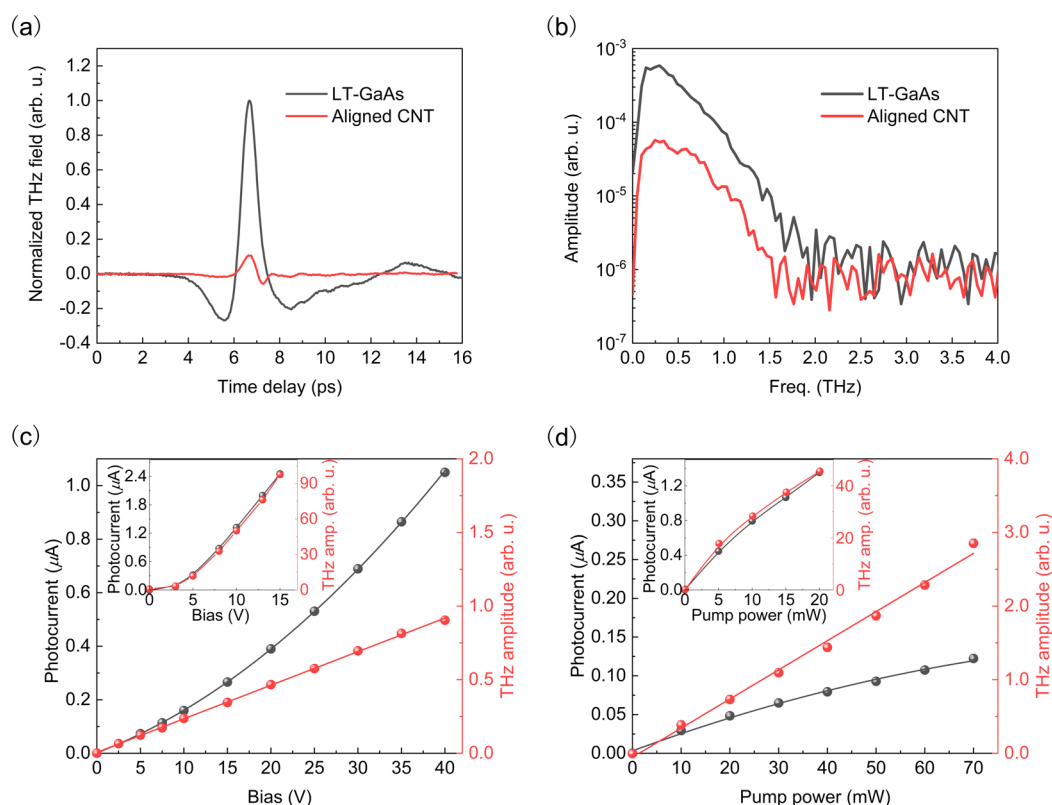 (a)
Normalized THz field (arb. u.)
1.2
1.0
0.8
0.6
0.4
0.2
0.0
-0.2
-0.4
0 2 4 6 8 10 12 14 16
Time delay (ps)
LT-GaAs
Aligned CNT
(b)
Amplitude (arb. u.)
10-3
10-4
10-5
10-6
10-7
0.0 0.5 1.0 1.5 2.0 2.5 3.0 3.5 4.0
Freq. (THz)
LT-GaAs
Aligned CNT
(c)
Photocurrent (μA)
1.0
0.8
0.6
0.4
0.2
0.0
0 5 10 15 20 25 30 35 40
Bias (V)
2.0
1.5
1.0
0.5
0.0
THz amplitude (arb. u.)
Photocurrent (μA)
2.4
1.8
1.2
0.6
0.0
0 5 10 15
Bias (V)
90
60
30
0
THz amp. (arb. u.)
(d)
Photocurrent (μA)
0.35
0.30
0.25
0.20
0.15
0.10
0.05
0.00
0 10 20 30 40 50 60 70
Pump power (mW)
4.0
3.0
2.0
1.0
0.0
THz amplitude (arb. u.)
Photocurrent (μA)
1.2
0.8
0.4
0.0
0 5 10 15 20
Pump power (mW)
40
20
0
THz amp. (arb. u.)